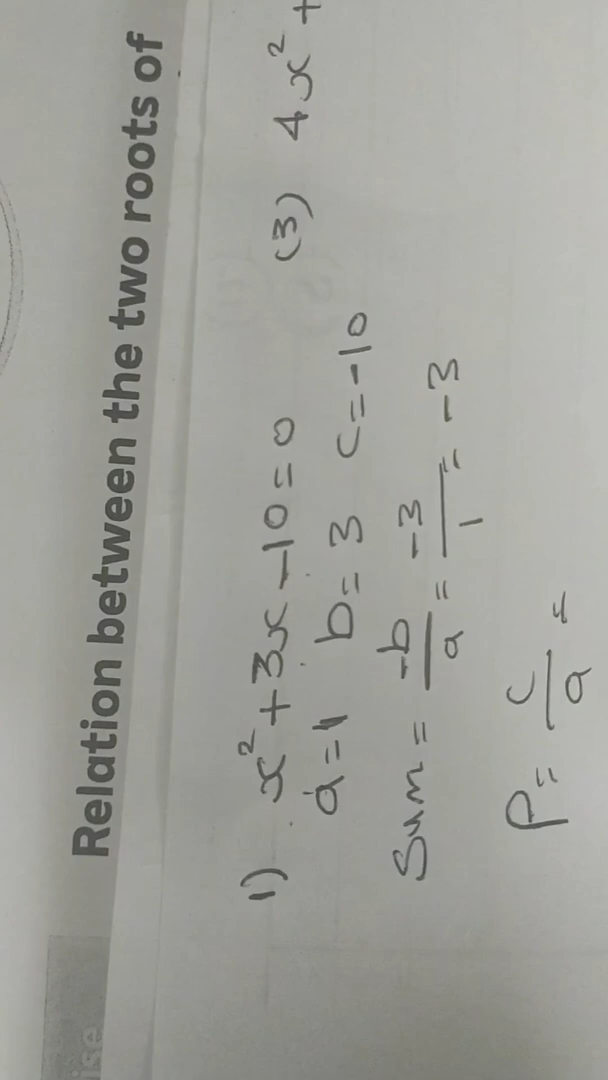 Relation between the two roots of
1) x² + 3x - 10 = 0
a = 1 b = 3 c = -10
Sum = -b/a = -3/1 = -3
P = c/a =
(3) 4x² +
ise